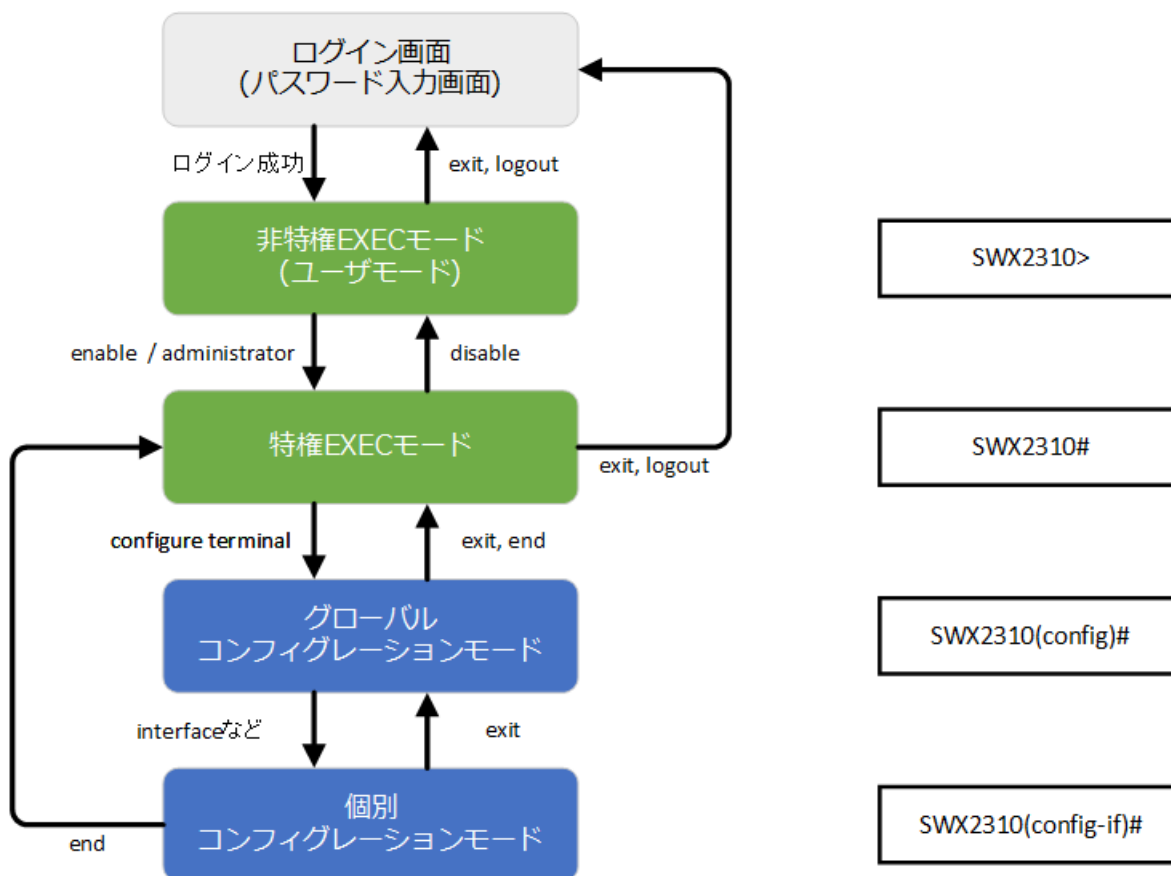 ログイン画面
(パスワード入力画面)
ログイン成功
exit, logout
非特権EXECモード
(ユーザモード)
SWX2310>
enable / administrator
disable
特権EXECモード
SWX2310#
exit, logout
configure terminal
exit, end
グローバル
コンフィグレーションモード
SWX2310(config)#
interfaceなど
exit
個別
コンフィグレーションモード
SWX2310(config-if)#
end